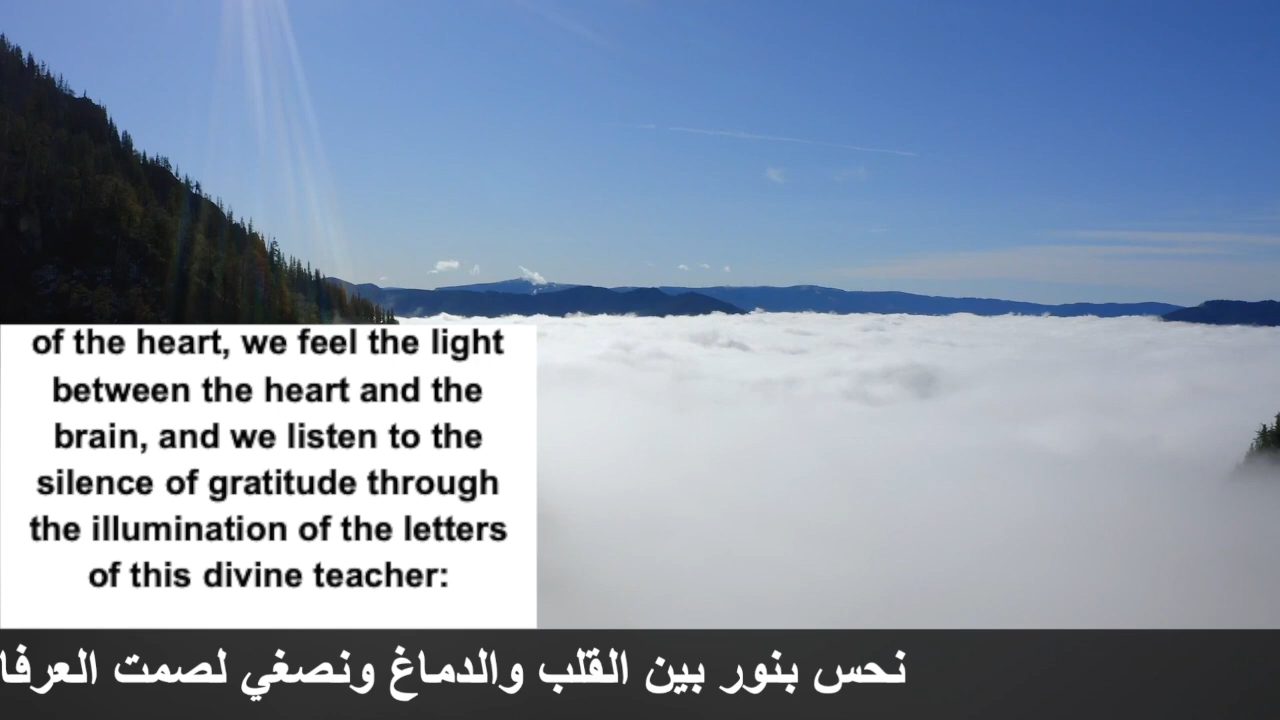 of the heart, we feel the light
between the heart and the
brain, and we listen to the
silence of gratitude through
the illumination of the letters
of this divine teacher:
نحس بنور بين القلب والدماغ ونصغي لصمت